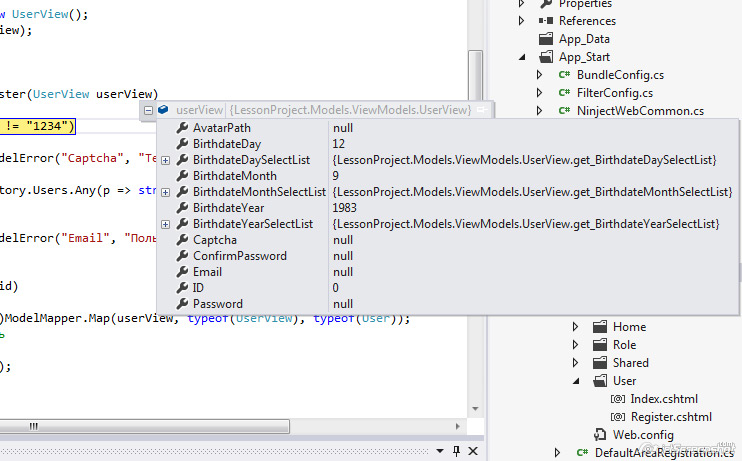 w UserView();
iew);
ster(UserView userView)
!= "1234")
delError("Captcha", "Те
tory.Users.Any(p => str
delError("Email", "Поль
id)
)ModelMapper.Map(userView, typeof(UserView), typeof(User));
);
userView {LessonProject.Models.ViewModels.UserView}
AvatarPath null
BirthdateDay 12
BirthdateDaySelectList {LessonProject.Models.ViewModels.UserView.get_BirthdateDaySelectList}
BirthdateMonth 9
BirthdateMonthSelectList {LessonProject.Models.ViewModels.UserView.get_BirthdateMonthSelectList}
BirthdateYear 1983
BirthdateYearSelectList {LessonProject.Models.ViewModels.UserView.get_BirthdateYearSelectList}
Captcha null
ConfirmPassword null
Email null
ID 0
Password null
Properties
References
App_Data
App_Start
C# BundleConfig.cs
C# FilterConfig.cs
C# NinjectWebCommon.cs
Home
Role
Shared
User
[@] Index.cshtml
[@] Register.cshtml
Web.config
C# DefaultAreaRegistration.cs